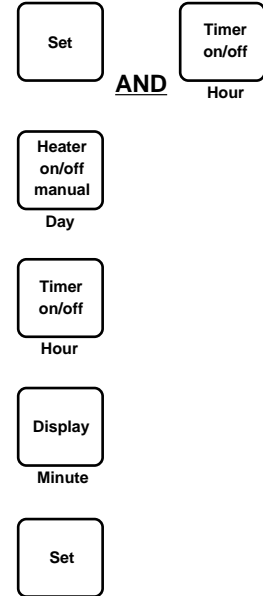 Set
AND
Timer
on/off
Hour
Heater
on/off
manual
Day
Timer
on/off
Hour
Display
Minute
Set